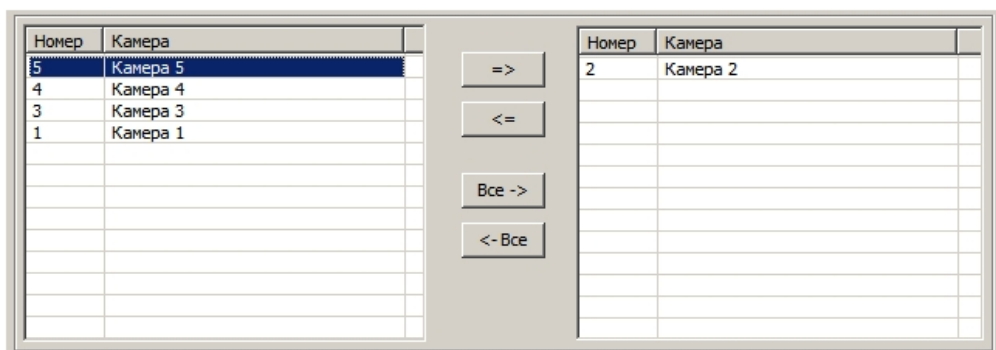 Номер Камера
5 Камера 5
4 Камера 4
3 Камера 3
1 Камера 1
=>
<=
Все ->
<- Все
Номер Камера
2 Камера 2